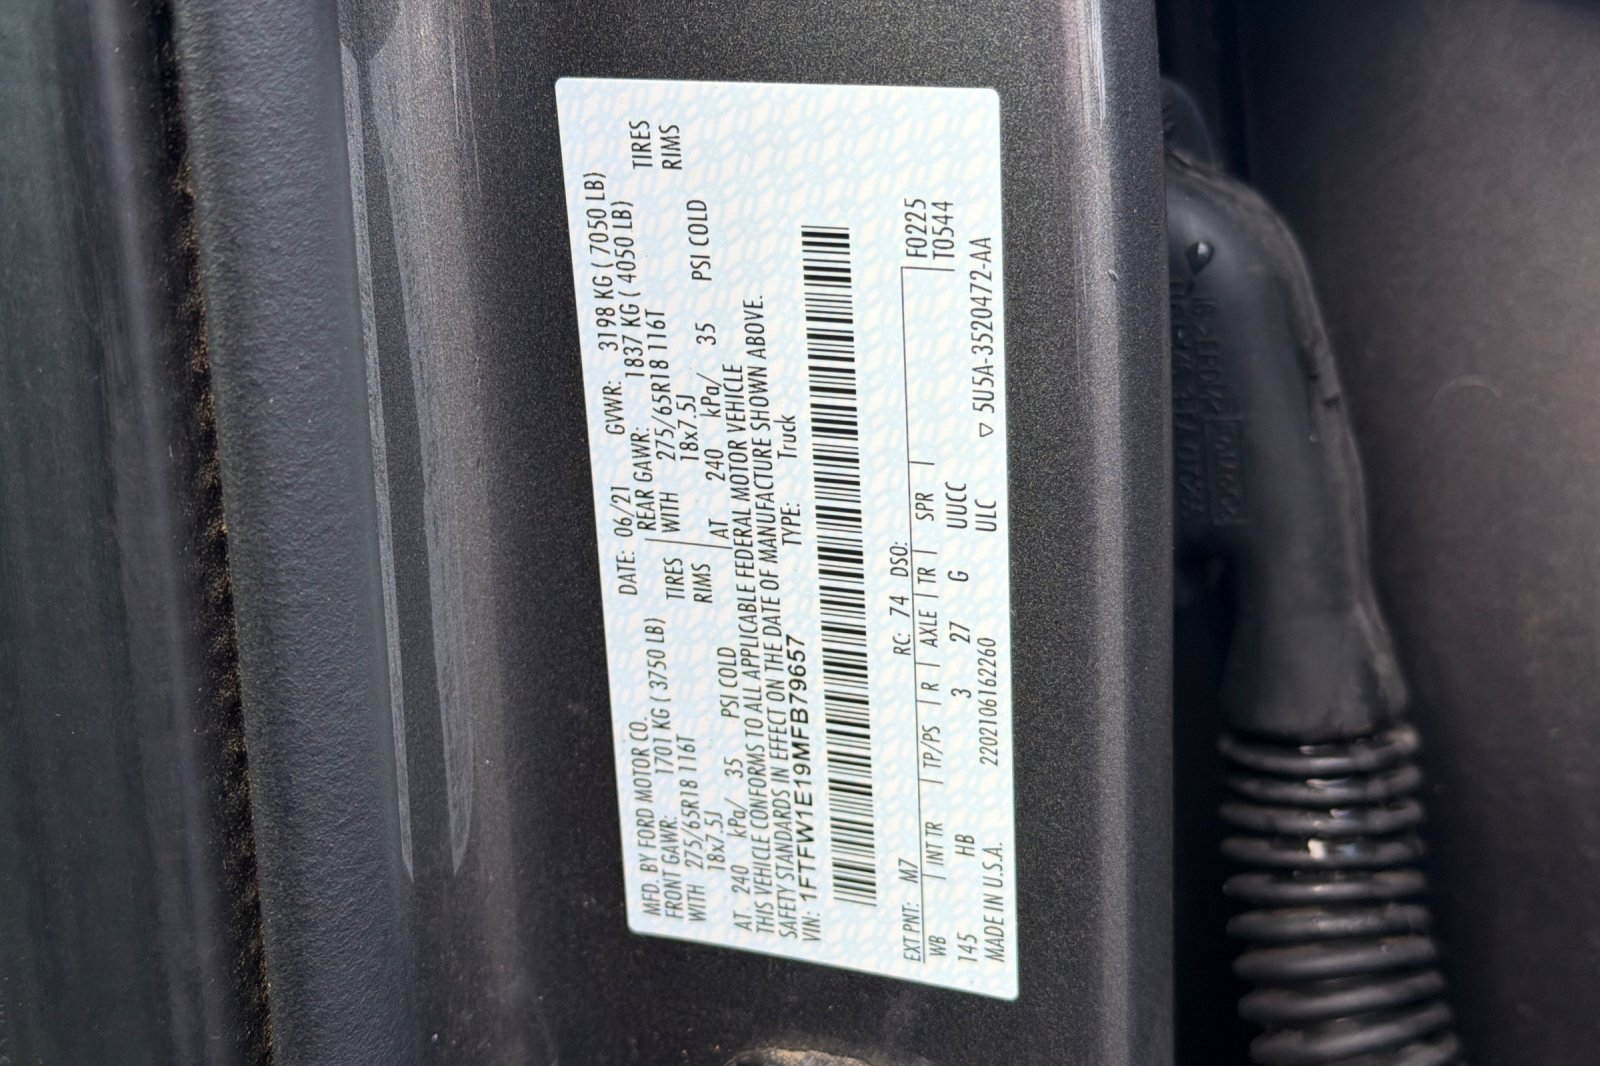 MFD. BY FORD MOTOR CO. DATE: 06/21 GVWR: 3198 KG ( 7050 LB)
FRONT GAWR: 1701 KG ( 3750 LB) REAR GAWR: 1837 KG ( 4050 LB)
WITH 275/65R18 116T TIRES WITH 275/65R18 116T TIRES
18x7.5J RIMS 18x7.5J RIMS
AT 240 kPa/ 35 PSI COLD AT 240 kPa/ 35 PSI COLD
THIS VEHICLE CONFORMS TO ALL APPLICABLE FEDERAL MOTOR VEHICLE
SAFETY STANDARDS IN EFFECT ON THE DATE OF MANUFACTURE SHOWN ABOVE.
VIN: 1FTFW1E19MFB79657 TYPE: Truck
EXT PNT: M7 RC: 74 DSO: F0225
WB INT TR TP/PS R AXLE TR SPR T0544
145 HB 3 27 G UUCC
MADE IN U.S.A. 220210616226​0 ULC ▽ 5U5A-3520472-AA